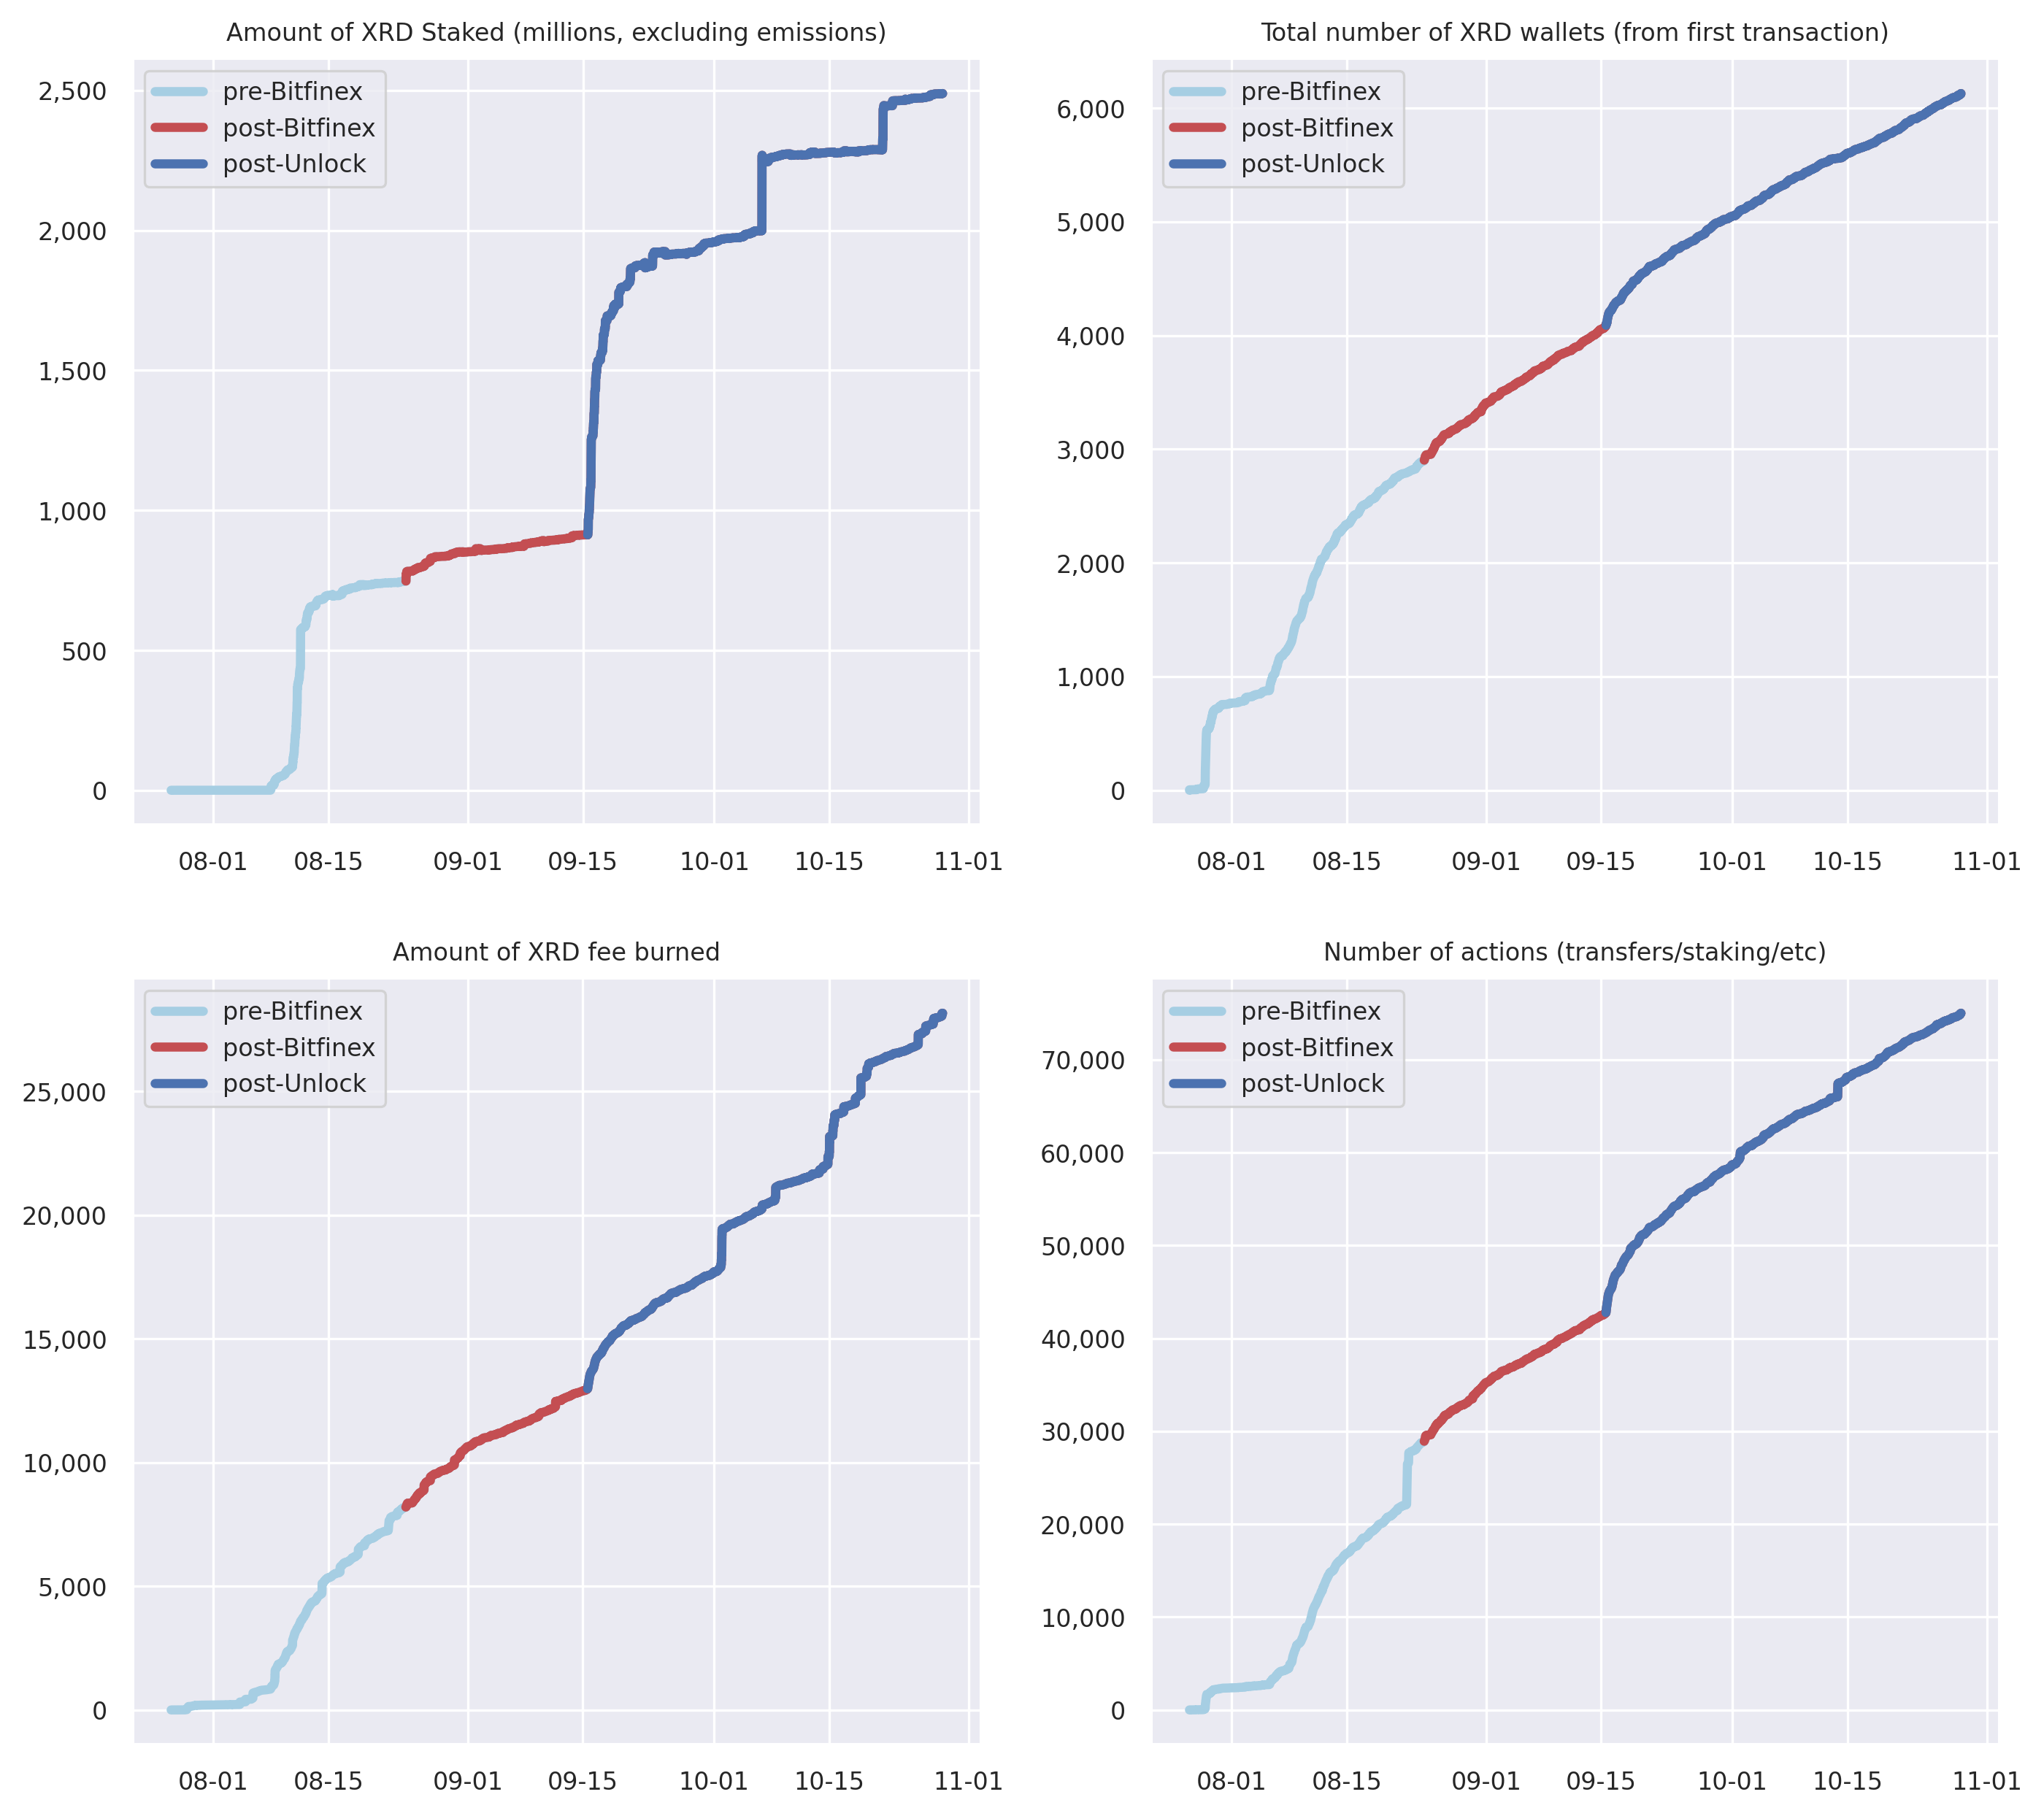 Amount of XRD Staked (millions, excluding emissions)
pre-Bitfinex
post-Bitfinex
post-Unlock
2,500
2,000
1,500
1,000
500
0
08-01 08-15 09-01 09-15 10-01 10-15 11-01
Total number of XRD wallets (from first transaction)
pre-Bitfinex
post-Bitfinex
post-Unlock
6,000
5,000
4,000
3,000
2,000
1,000
0
08-01 08-15 09-01 09-15 10-01 10-15 11-01
Amount of XRD fee burned
pre-Bitfinex
post-Bitfinex
post-Unlock
25,000
20,000
15,000
10,000
5,000
0
08-01 08-15 09-01 09-15 10-01 10-15 11-01
Number of actions (transfers/staking/etc)
pre-Bitfinex
post-Bitfinex
post-Unlock
70,000
60,000
50,000
40,000
30,000
20,000
10,000
0
08-01 08-15 09-01 09-15 10-01 10-15 11-01